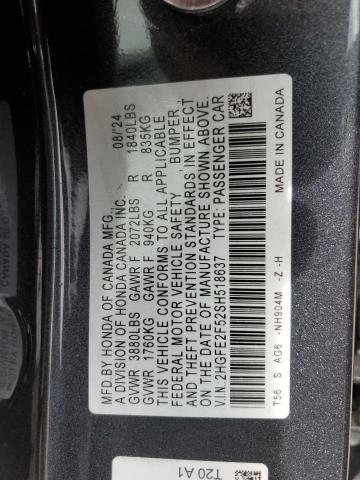 MFD.BY HONDA OF CANADA MFG., 08/'24
A DIVISION OF HONDA CANADA INC.
GVWR 3880LBS GAWR F 2072LBS R 1840LBS
GVWR 1760KG GAWR F 940KG R 835KG
THIS VEHICLE CONFORMS TO ALL APPLICABLE
FEDERAL MOTOR VEHICLE SAFETY BUMPER,
AND THEFT PREVENTION STANDARDS IN EFFECT
ON THE DATE OF MANUFACTURE SHOWN ABOVE.
V.I.N.:2HGFE2F52SH518637 TYPE: PASSENGER CAR
T56 S AG6 -NH904M -Z -H MADE IN CANADA
T20 A1